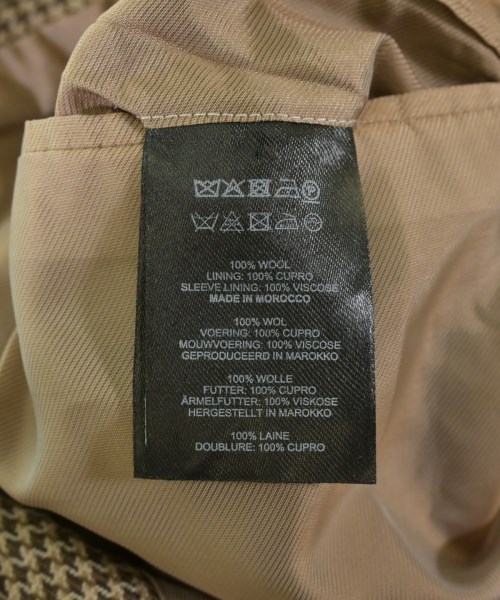 100% WOOL
LINING: 100% CUPRO
SLEEVE LINING: 100% VISCOSE
MADE IN MOROCCO
100% WOL
VOERING: 100% CUPRO
MOUWVOERING: 100% VISCOSE
GEPRODUCEERD IN MAROKKO
100% WOLLE
FUTTER: 100% CUPRO
ÄRMELFUTTER: 100% VISKOSE
HERGESTELLT IN MAROKKO
100% LAINE
DOUBLURE: 100% CUPRO